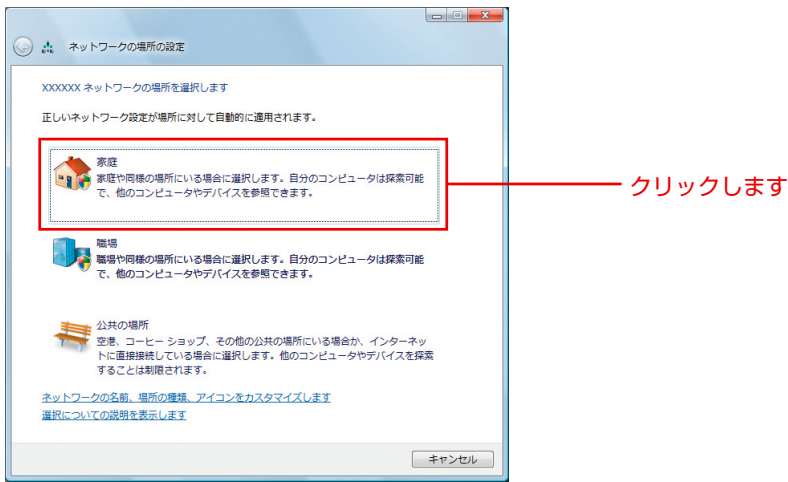 ネットワークの場所の設定
XXXXXX ネットワークの場所を選択します
正しいネットワーク設定が場所に対して自動的に適用されます。
家庭
家庭や同様の場所にいる場合に選択します。自分のコンピュータは探索可能
で、他のコンピュータやデバイスを参照できます。
クリックします
職場
職場や同様の場所にいる場合に選択します。自分のコンピュータは探索可能
で、他のコンピュータやデバイスを参照できます。
公共の場所
空港、コーヒー ショップ、その他の公共の場所にいる場合か、インターネッ
トに直接接続している場合に選択します。他のコンピュータやデバイスを探索
することは制限されます。
ネットワークの名前、場所の種類、アイコンをカスタマイズします
選択についての説明を表示します
キャンセル